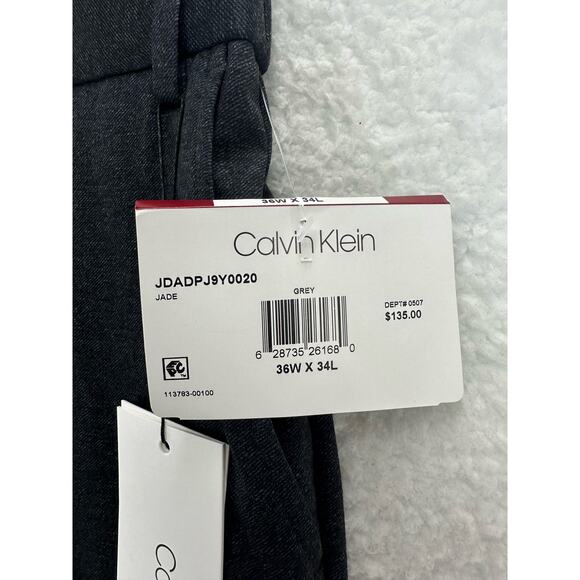 36W X 34L
Calvin Klein
JDADPJ9Y0020
JADE
GREY
DEPT# 0507
$135.00
6 28735 26168 0
36W X 34L
113763-00100